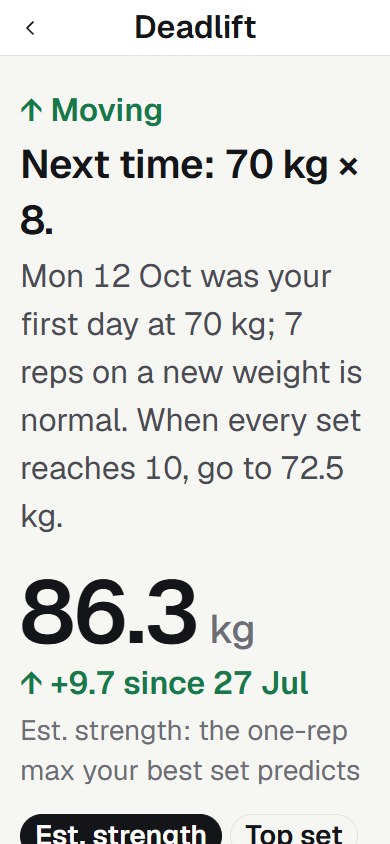 Deadlift
↑ Moving
Next time: 70 kg ×
8.
Mon 12 Oct was your
first day at 70 kg; 7
reps on a new weight is
normal. When every set
reaches 10, go to 72.5
kg.
86.3 kg
↑ +9.7 since 27 Jul
Est. strength: the one-rep
max your best set predicts
Est. strength Top set